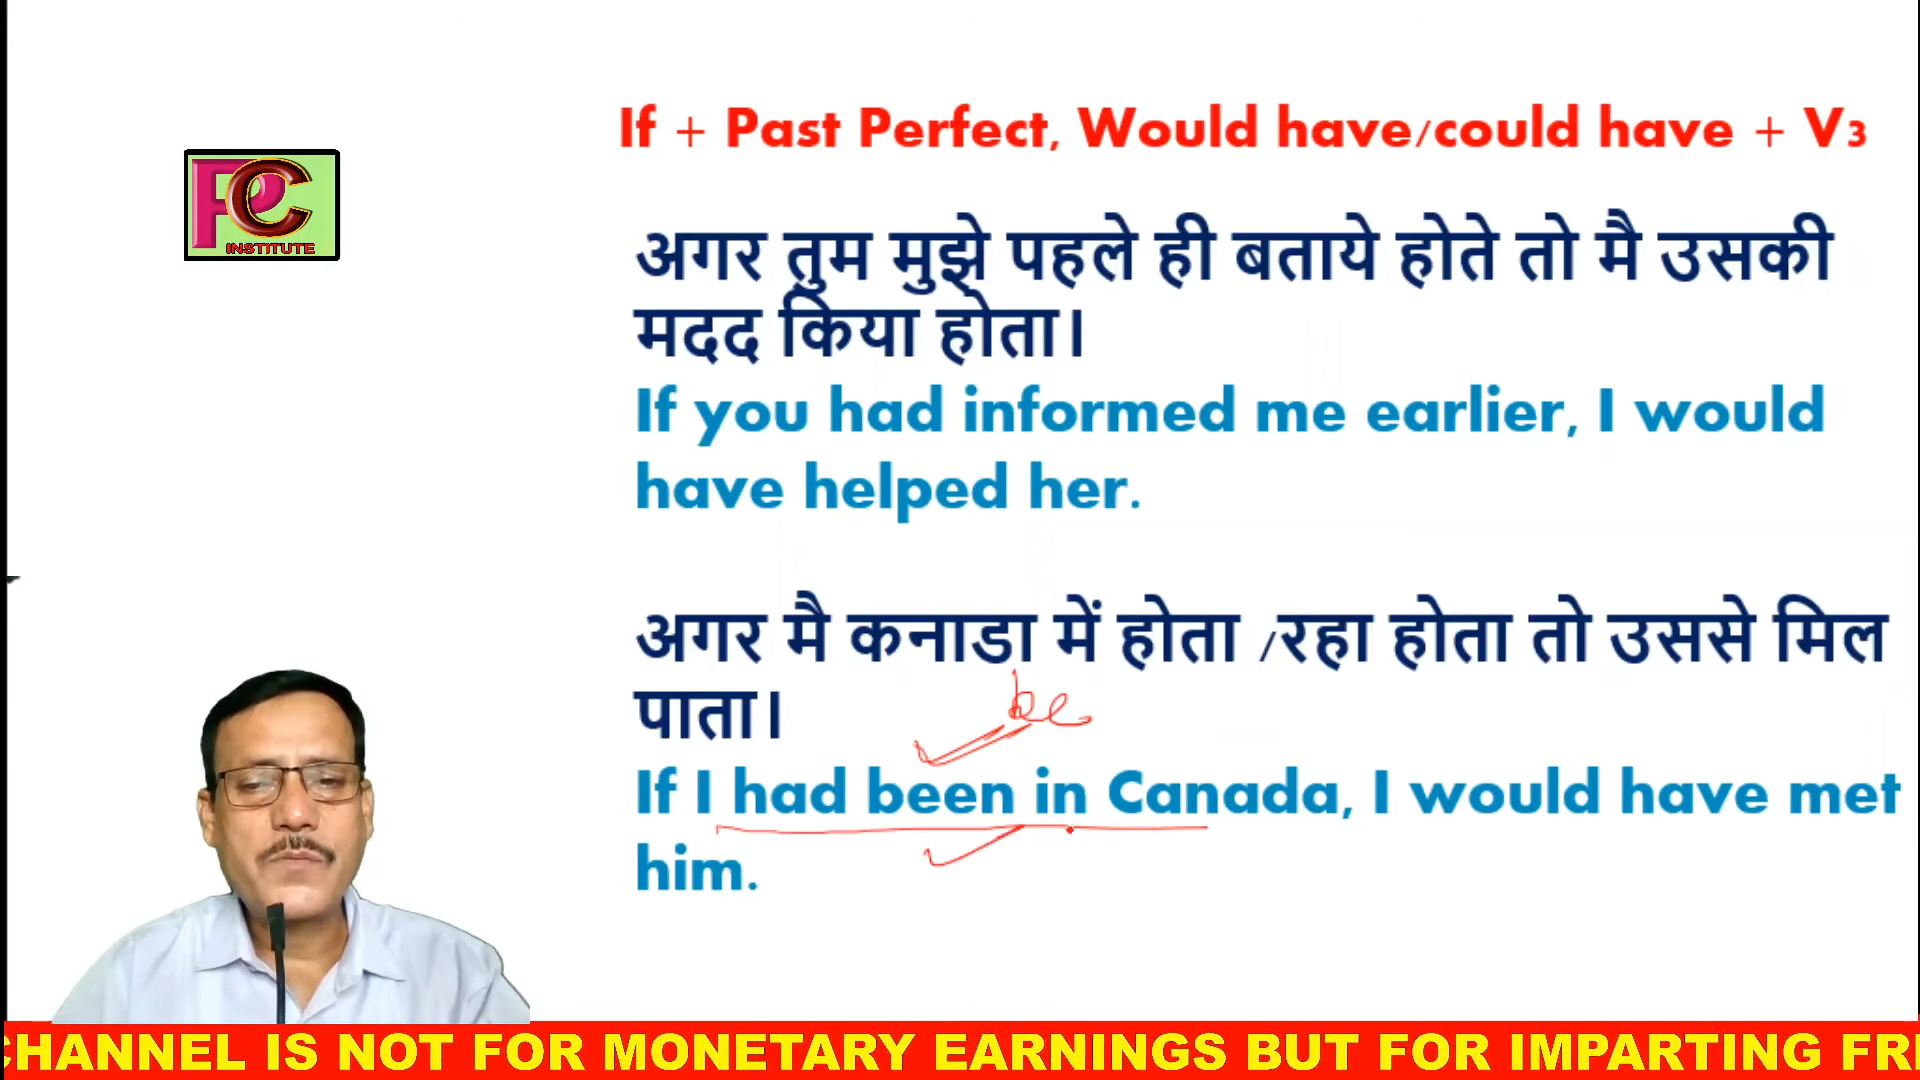 If + Past Perfect, Would have/could have + V3
PC
INSTITUTE
अगर तुम मुझे पहले ही बताये होते तो मै उसकी
मदद किया होता।
If you had informed me earlier, I would
have helped her.
अगर मै कनाडा में होता /रहा होता तो उससे मिल
पाता।
be
If I had been in Canada, I would have met
him.
CHANNEL IS NOT FOR MONETARY EARNINGS BUT FOR IMPARTING FR